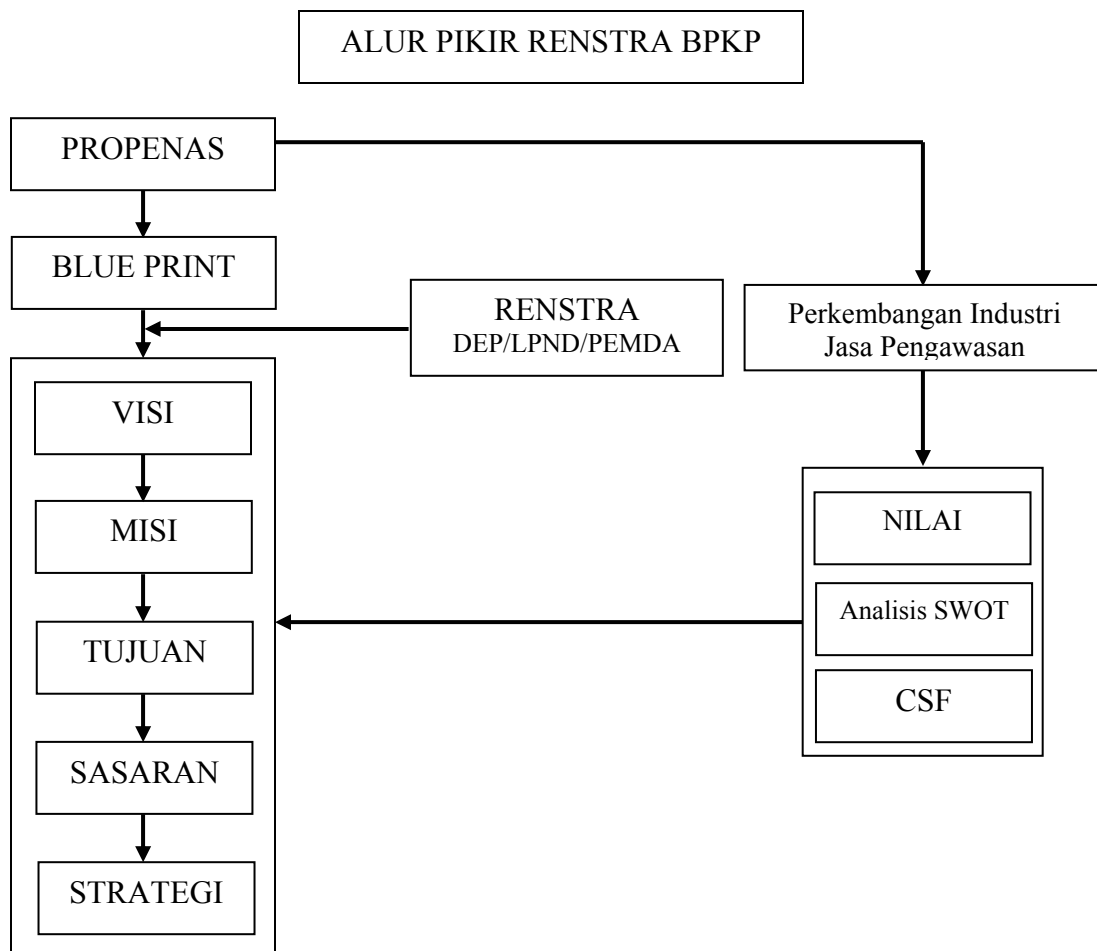 ALUR PIKIR RENSTRA BPKP
PROPENAS
BLUE PRINT
RENSTRA
DEP/LPND/PEMDA
Perkembangan Industri
Jasa Pengawasan
VISI
MISI
TUJUAN
SASARAN
STRATEGI
NILAI
Analisis SWOT
CSF